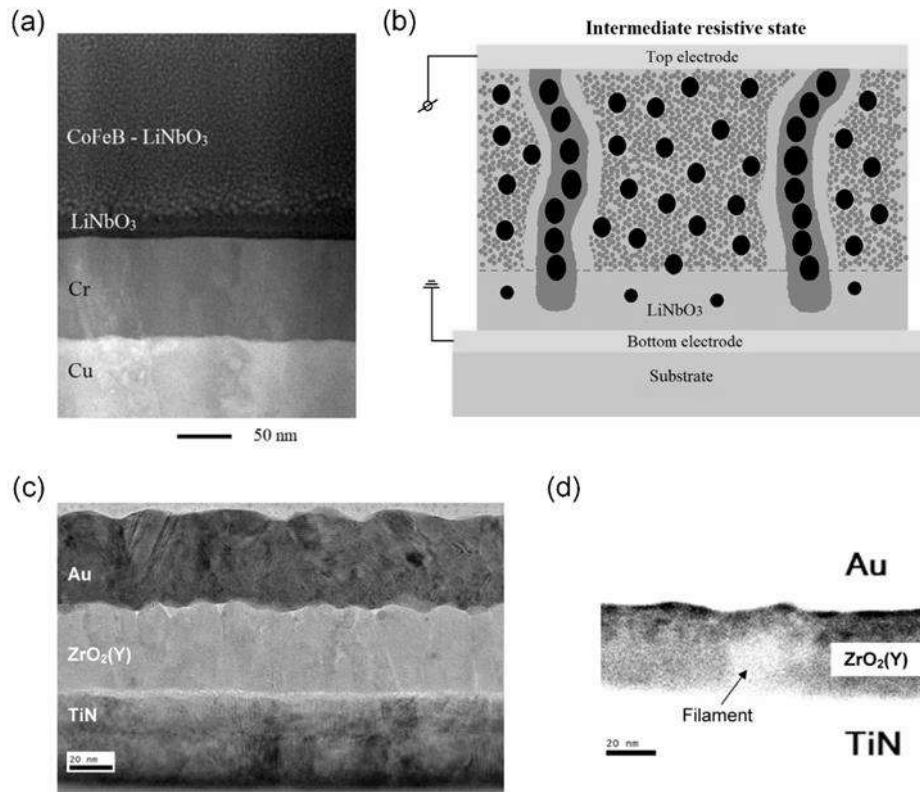 (a)
CoFeB - LiNbO₃
LiNbO₃
Cr
Cu
50 nm
(b)
Intermediate resistive state
Top electrode
LiNbO₃
Bottom electrode
Substrate
(c)
Au
ZrO₂(Y)
TiN
20 nm
(d)
Au
ZrO₂(Y)
Filament
TiN
20 nm